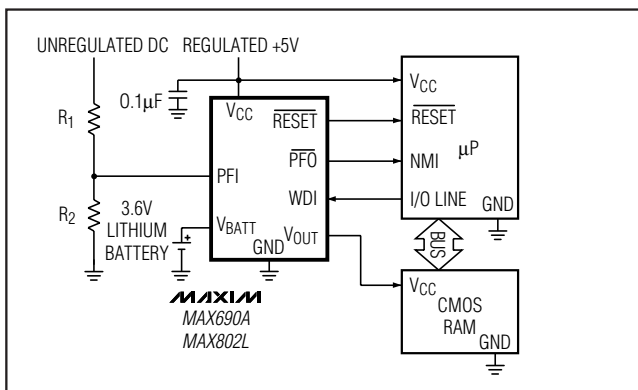 UNREGULATED DC
REGULATED +5V
0.1μF
R1
R2
3.6V
LITHIUM
BATTERY
VCC
RESET
PFO
PFI
WDI
VBATT
VOUT
GND
MAXIM
MAX690A
MAX802L
VCC
RESET
NMI
μP
I/O LINE
GND
BUS
VCC
CMOS
RAM
GND